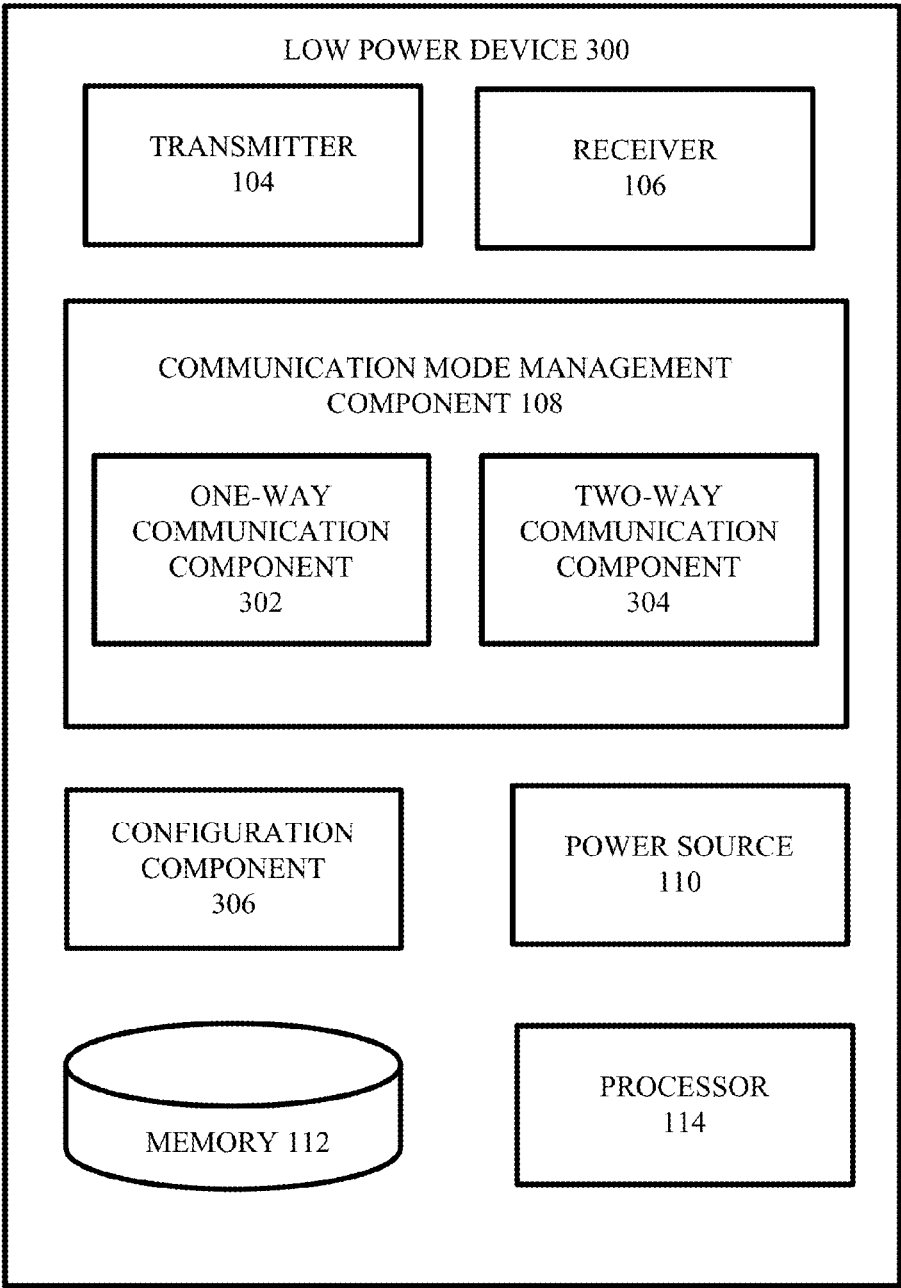 LOW POWER DEVICE 300
TRANSMITTER
104
RECEIVER
106
COMMUNICATION MODE MANAGEMENT
COMPONENT 108
ONE-WAY
COMMUNICATION
COMPONENT
302
TWO-WAY
COMMUNICATION
COMPONENT
304
CONFIGURATION
COMPONENT
306
POWER SOURCE
110
MEMORY 112
PROCESSOR
114